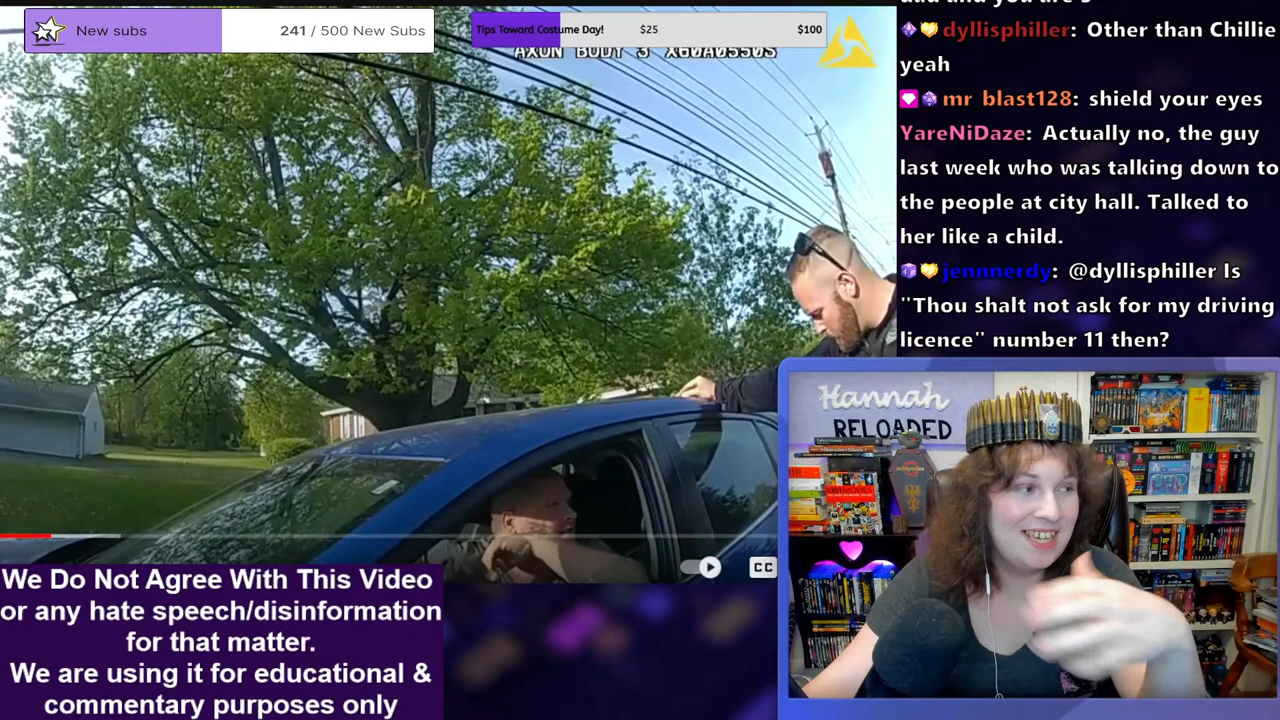 New subs
241 / 500 New Subs
Tips Toward Costume Day!
$25
$100
AXON BODY 3 X60A0550S
dyllisphiller: Other than Chillie
yeah
mr_blast128: shield your eyes
YareNiDaze: Actually no, the guy
last week who was talking down to
the people at city hall. Talked to
her like a child.
jennnerdy: @dyllisphiller Is
"Thou shalt not ask for my driving
licence" number 11 then?
Hannah
RELOADED
CC
We Do Not Agree With This Video
or any hate speech/disinformation
for that matter.
We are using it for educational &
commentary purposes only